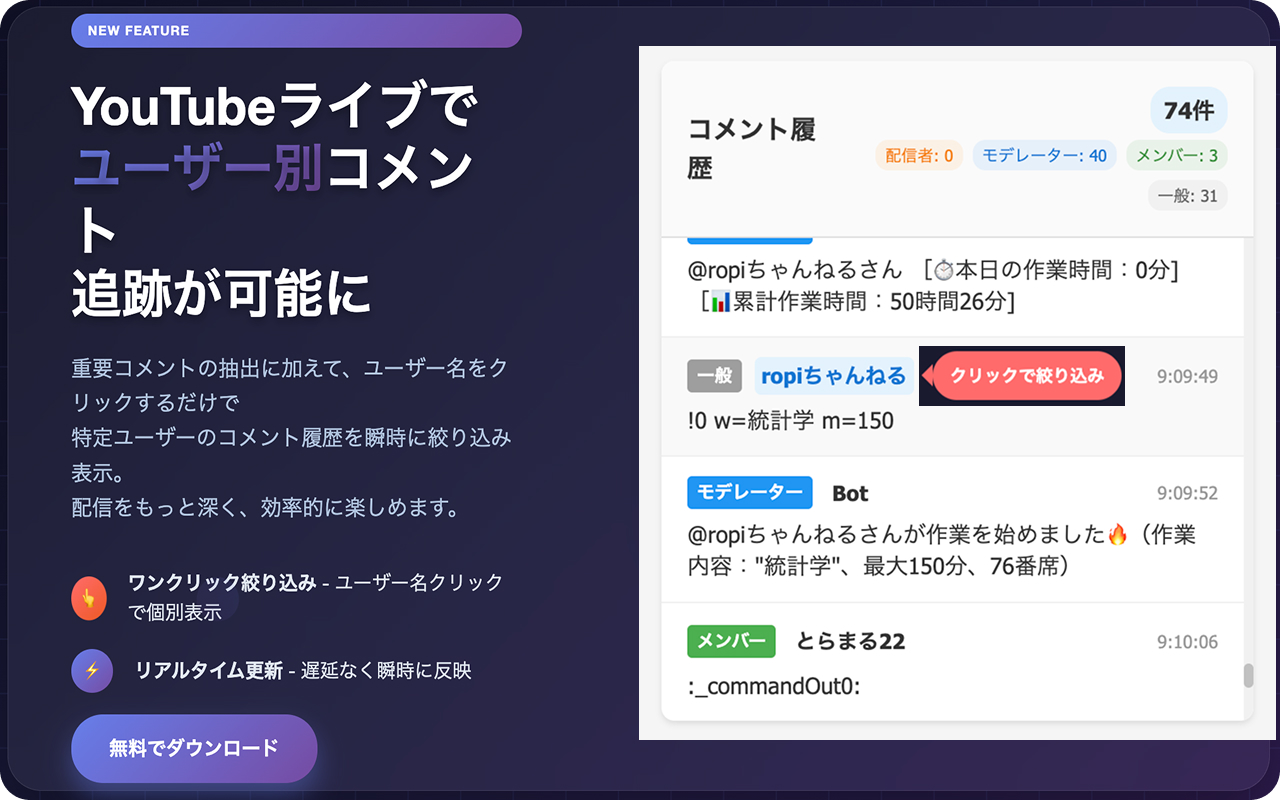 NEW FEATURE
YouTubeライブで
ユーザー別コメン
ト
追跡が可能に
重要コメントの抽出に加えて、ユーザー名をク
リックするだけで
特定ユーザーのコメント履歴を瞬時に絞り込み
表示。
配信をもっと深く、効率的に楽しめます。
ワンクリック絞り込み - ユーザー名クリック
で個別表示
リアルタイム更新 - 遅延なく瞬時に反映
無料でダウンロード
コメント履
歴
74件
配信者: 0 モデレーター: 40 メンバー: 3
一般: 31
@ropiちゃんねるさん [⏱本日の作業時間：0分]
[📊累計作業時間：50時間26分]
一般 ropiちゃんねる クリックで絞り込み 9:09:49
!0 w=統計学 m=150
モデレーター Bot 9:09:52
@ropiちゃんねるさんが作業を始めました🔥（作業
内容："統計学"、最大150分、76番席）
メンバー とらまる22 9:10:06
:_commandOut0: